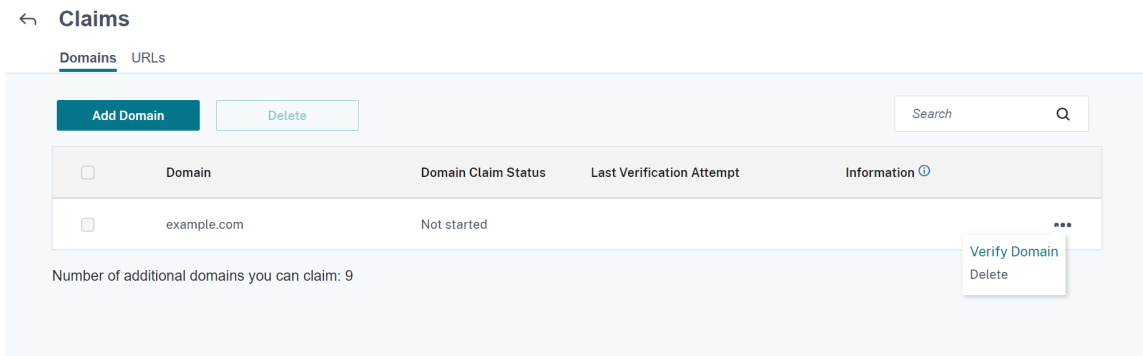 Claims
Domains URLs
Add Domain Delete Search
Domain Domain Claim Status Last Verification Attempt Information
example.com Not started
Verify Domain
Number of additional domains you can claim: 9
Delete